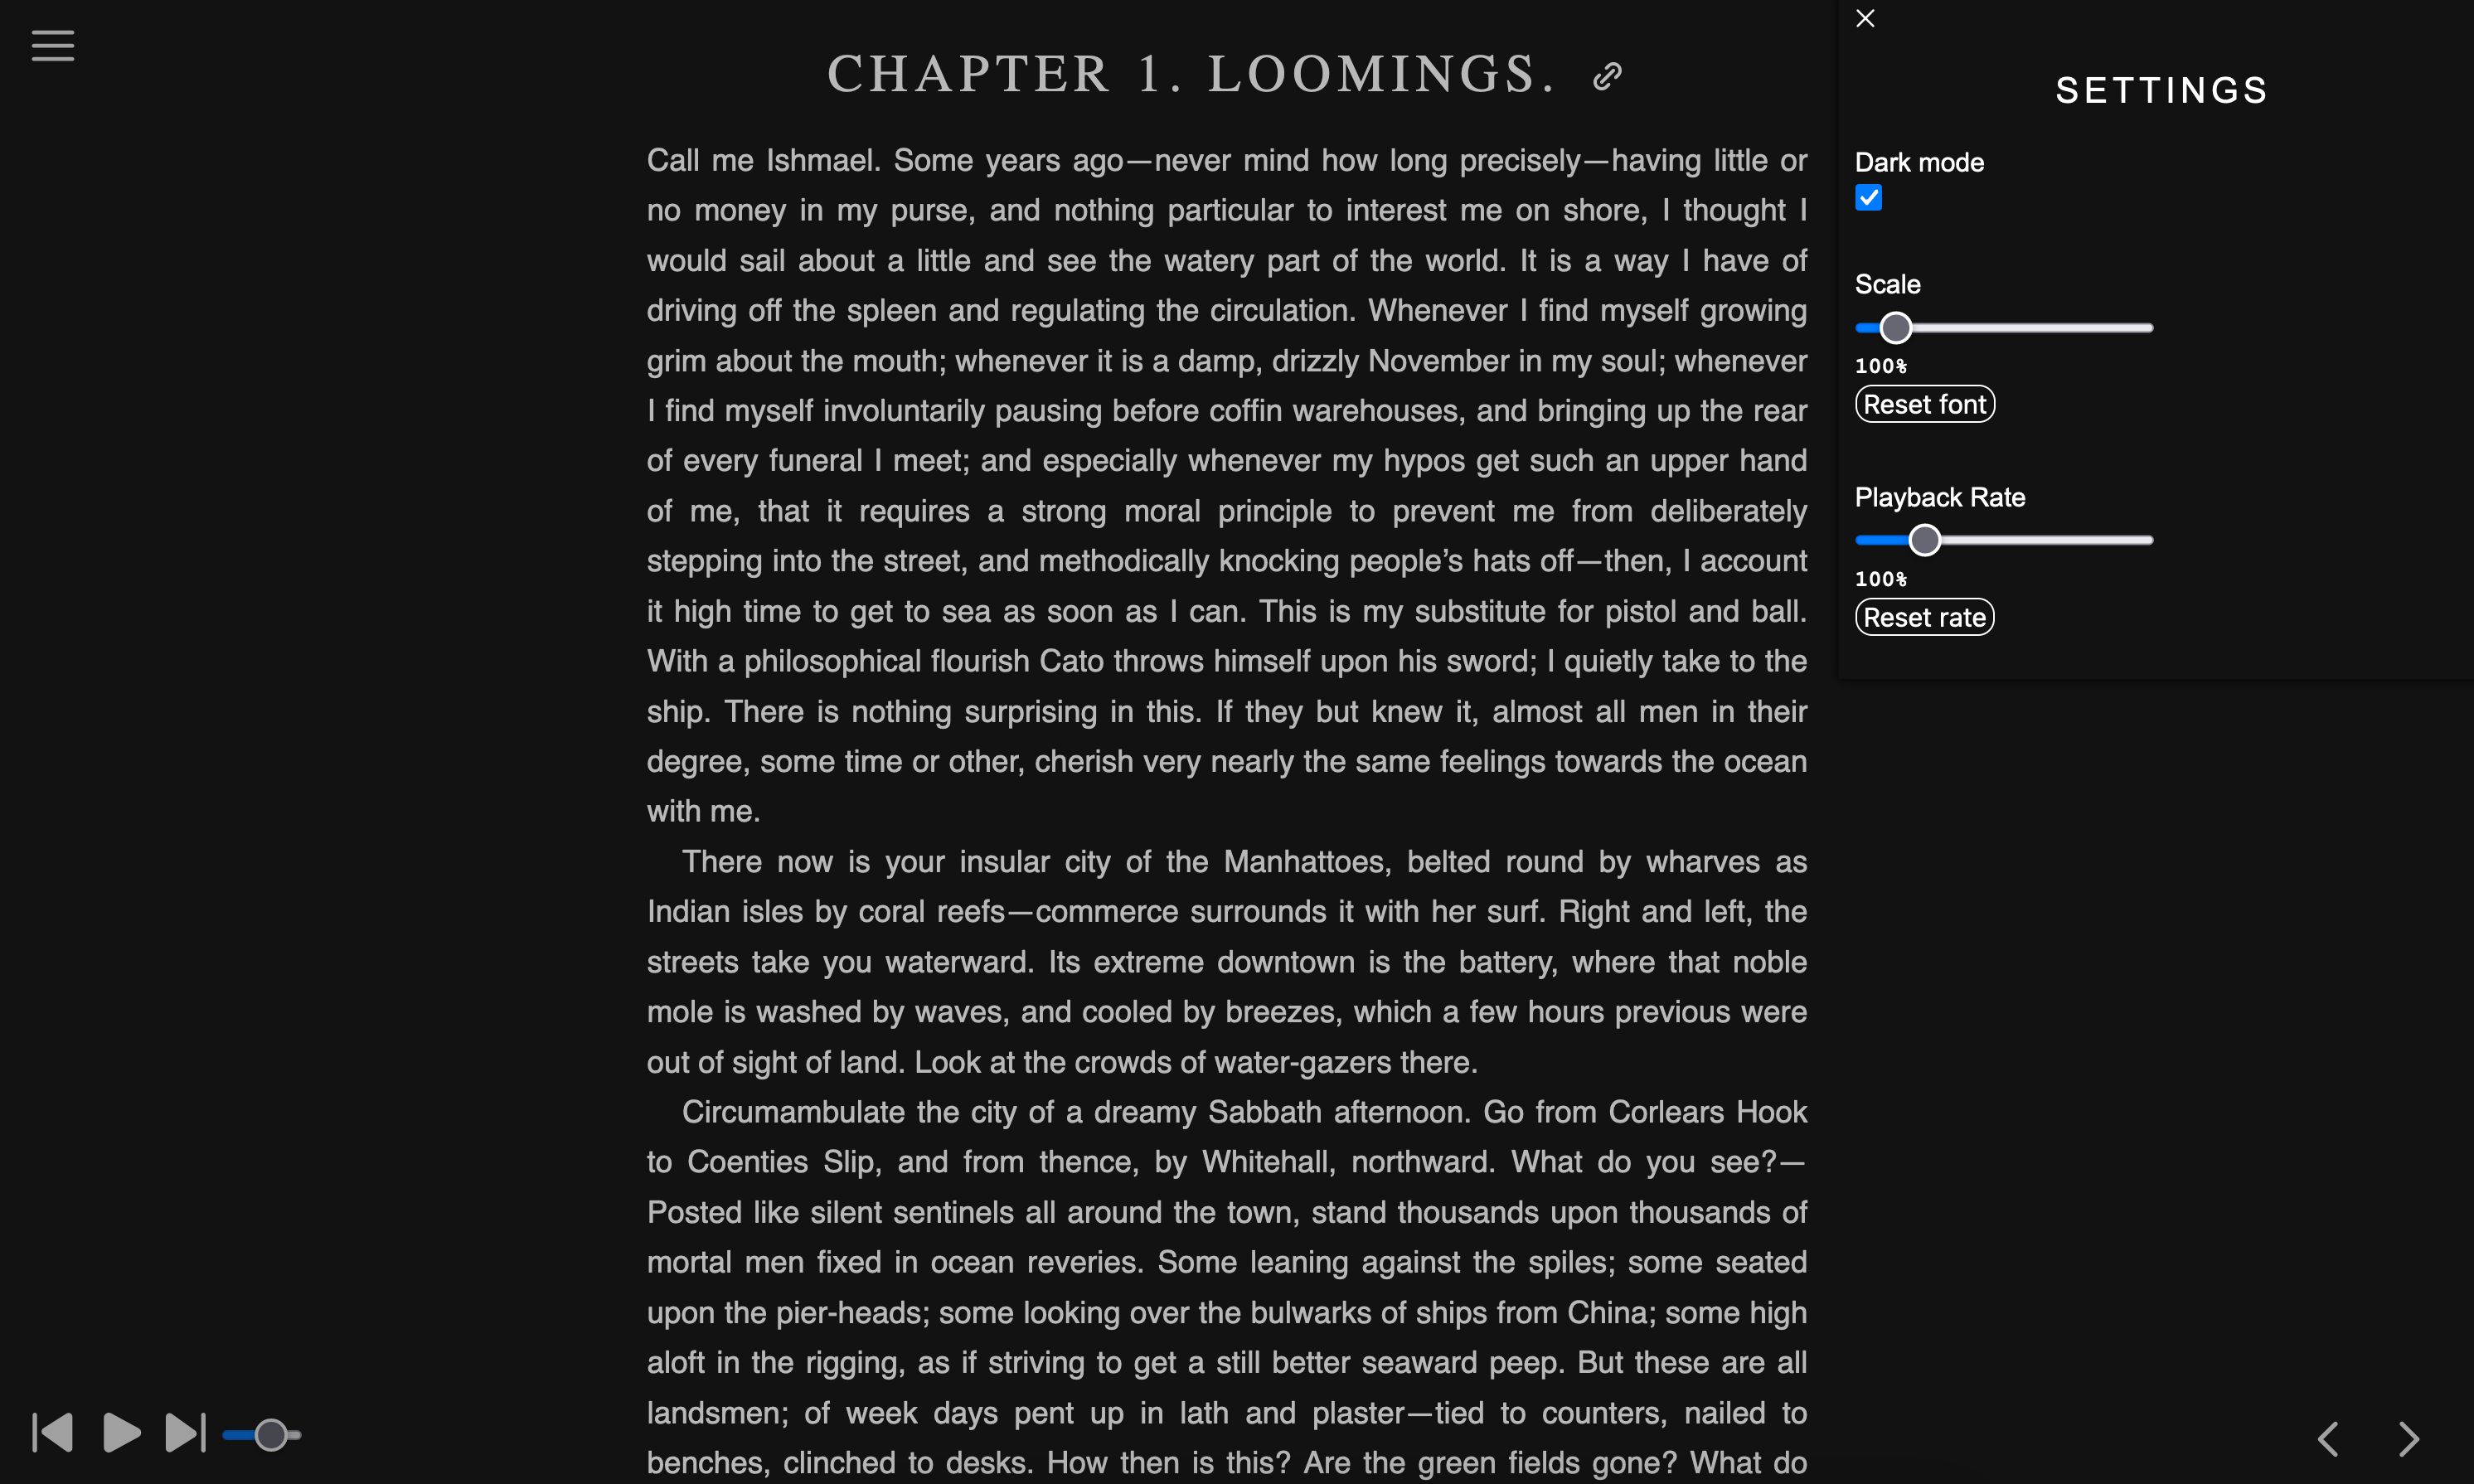 CHAPTER 1. LOOMINGS.
Call me Ishmael. Some years ago—never mind how long precisely—having little or
no money in my purse, and nothing particular to interest me on shore, I thought I
would sail about a little and see the watery part of the world. It is a way I have of
driving off the spleen and regulating the circulation. Whenever I find myself growing
grim about the mouth; whenever it is a damp, drizzly November in my soul; whenever
I find myself involuntarily pausing before coffin warehouses, and bringing up the rear
of every funeral I meet; and especially whenever my hypos get such an upper hand
of me, that it requires a strong moral principle to prevent me from deliberately
stepping into the street, and methodically knocking people’s hats off—then, I account
it high time to get to sea as soon as I can. This is my substitute for pistol and ball.
With a philosophical flourish Cato throws himself upon his sword; I quietly take to the
ship. There is nothing surprising in this. If they but knew it, almost all men in their
degree, some time or other, cherish very nearly the same feelings towards the ocean
with me.
There now is your insular city of the Manhattoes, belted round by wharves as
Indian isles by coral reefs—commerce surrounds it with her surf. Right and left, the
streets take you waterward. Its extreme downtown is the battery, where that noble
mole is washed by waves, and cooled by breezes, which a few hours previous were
out of sight of land. Look at the crowds of water-gazers there.
Circumambulate the city of a dreamy Sabbath afternoon. Go from Corlears Hook
to Coenties Slip, and from thence, by Whitehall, northward. What do you see?—
Posted like silent sentinels all around the town, stand thousands upon thousands of
mortal men fixed in ocean reveries. Some leaning against the spiles; some seated
upon the pier-heads; some looking over the bulwarks of ships from China; some high
aloft in the rigging, as if striving to get a still better seaward peep. But these are all
landsmen; of week days pent up in lath and plaster—tied to counters, nailed to
benches, clinched to desks. How then is this? Are the green fields gone? What do
SETTINGS
Dark mode
Scale
100%
Reset font
Playback Rate
100%
Reset rate